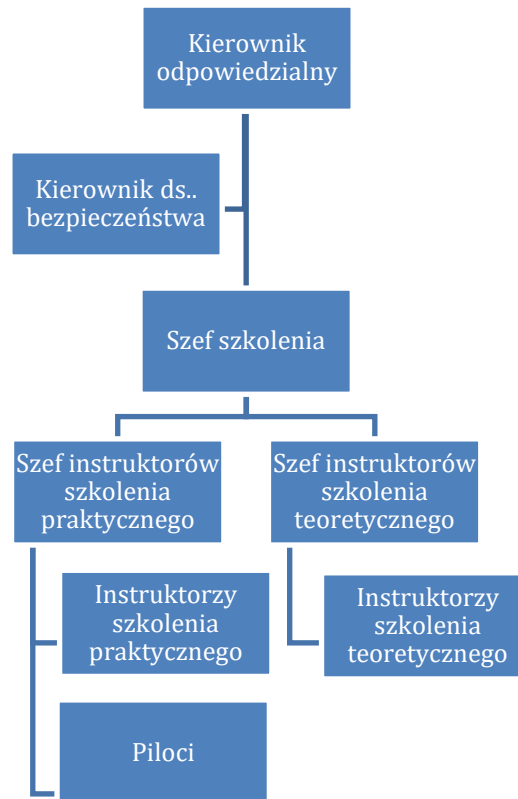 Kierownik
odpowiedzialny
Kierownik ds..
bezpieczeństwa
Szef szkolenia
Szef instruktorów
szkolenia
praktycznego
Szef instruktorów
szkolenia
teoretycznego
Instruktorzy
szkolenia
praktycznego
Instruktorzy
szkolenia
teoretycznego
Piloci